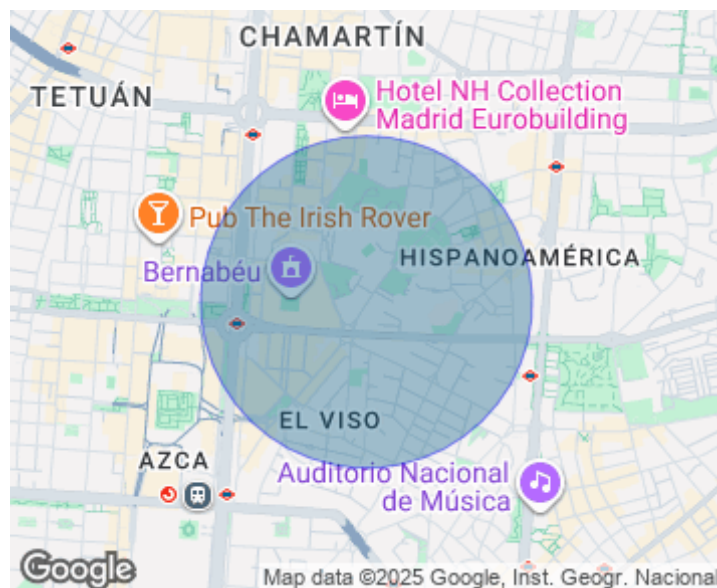 CHAMARTÍN
Hotel NH Collection
Madrid Eurobuilding
TETUÁN
Pub The Irish Rover
Bernabéu
HISPANOAMÉRICA
EL VISO
AZCA
Auditorio Nacional
de Música
Google
Map data ©2025 Google, Inst. Geogr. Nacional